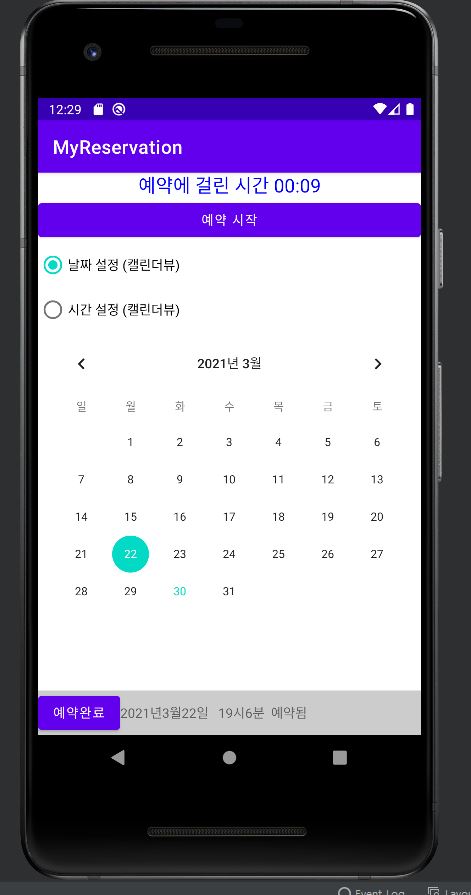 12:29
MyReservation
예약에 걸린 시간 00:09
예약 시작
날짜 설정 (캘린더뷰)
시간 설정 (캘린더뷰)
2021년 3월
일 월 화 수 목 금 토
1 2 3 4 5 6
7 8 9 10 11 12 13
14 15 16 17 18 19 20
21 22 23 24 25 26 27
28 29 30 31
예약완료 2021년3월22일 19시6분 예약됨
Event Log